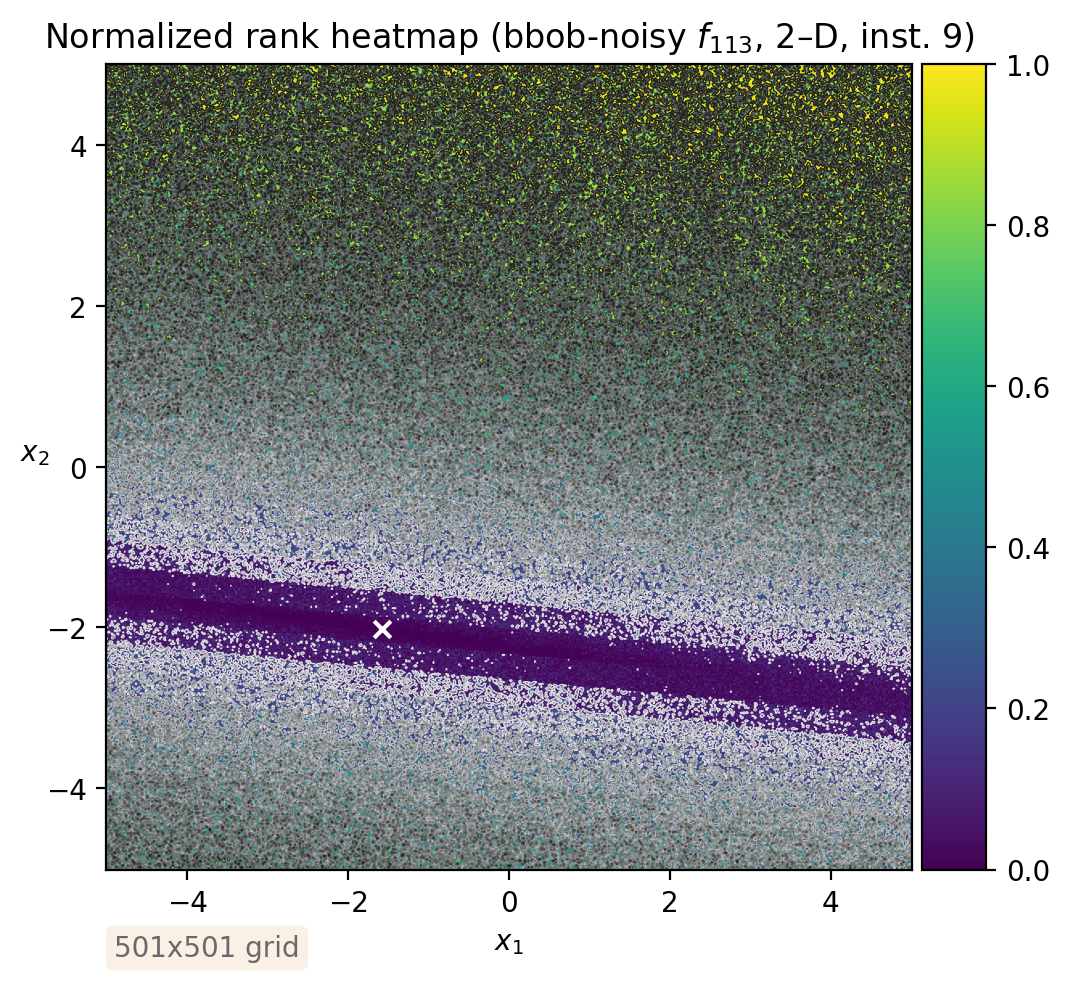 Normalized rank heatmap (bbob-noisy f₁₁₃, 2–D, inst. 9)
1.0
0.8
0.6
0.4
0.2
0.0
4
2
0
−2
−4
x₂
−4 −2 0 2 4
x₁
501x501 grid